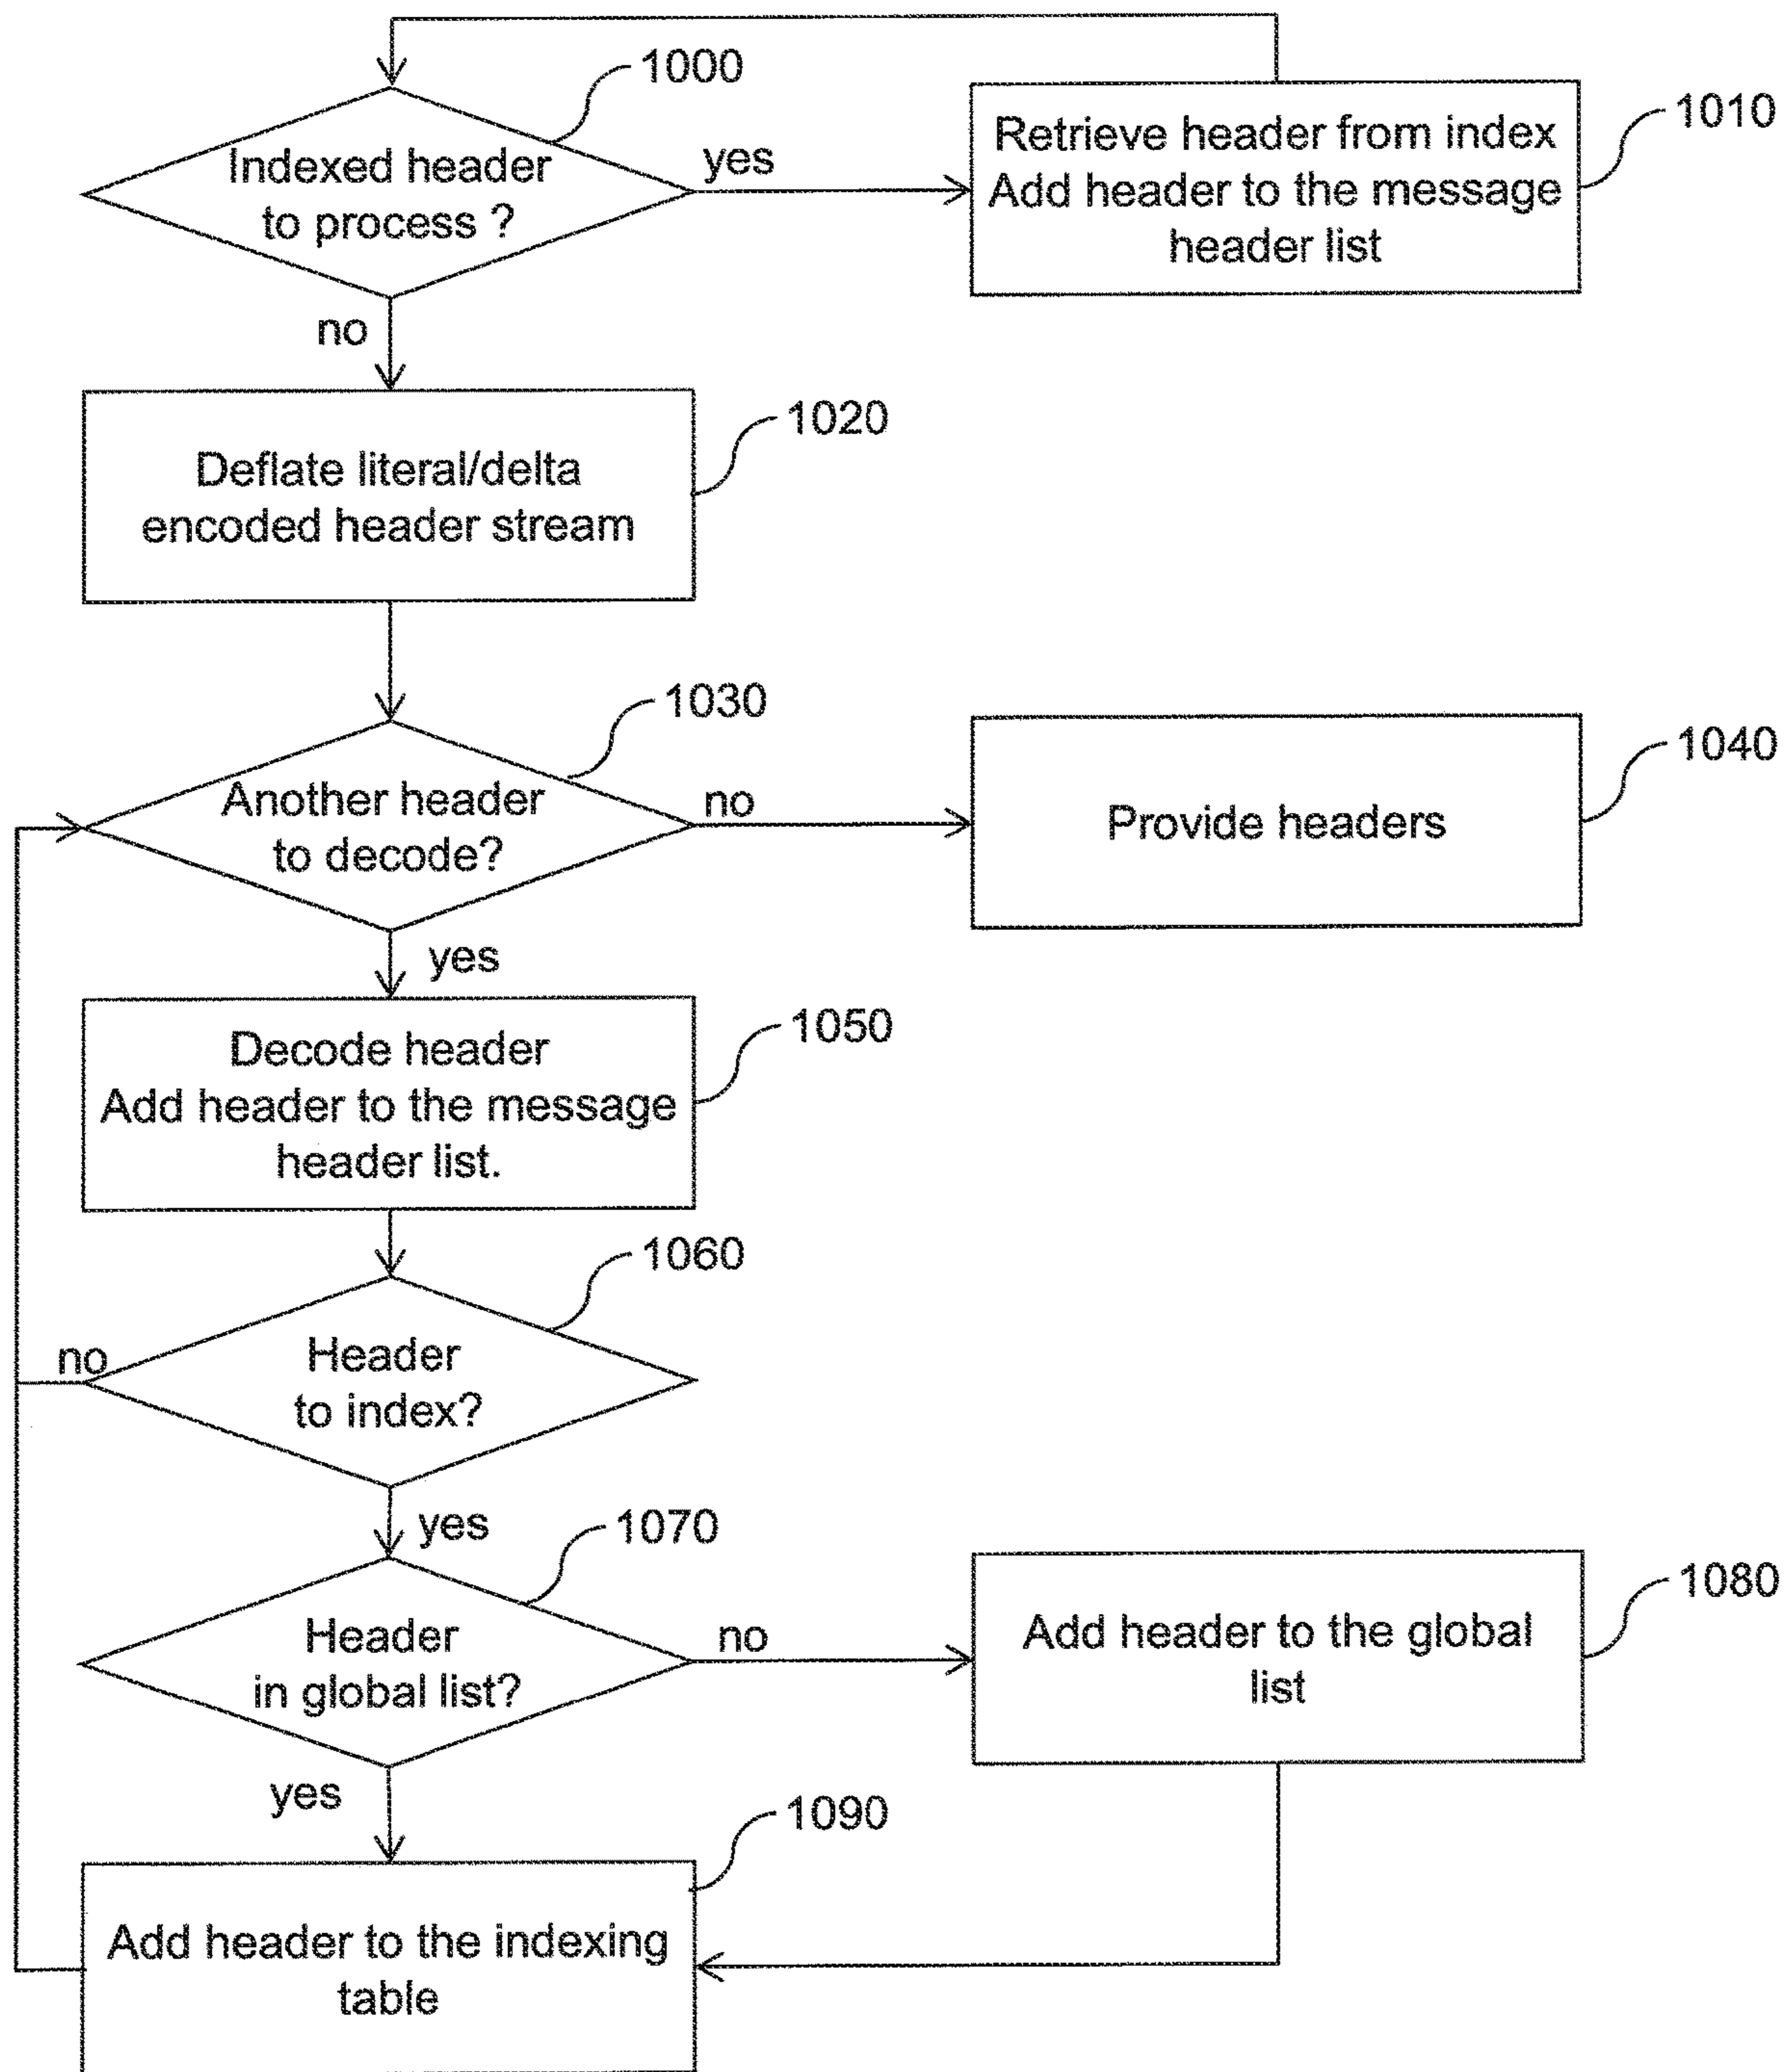 1000
Indexed header
to process ?
yes
Retrieve header from index
Add header to the message
header list
1010
no
Deflate literal/delta
encoded header stream
1020
Another header
to decode?
1030
no
Provide headers
1040
yes
Decode header
Add header to the message
header list.
1050
Header
to index?
1060
no
yes
Header
in global list?
1070
no
Add header to the global
list
1080
yes
Add header to the indexing
table
1090